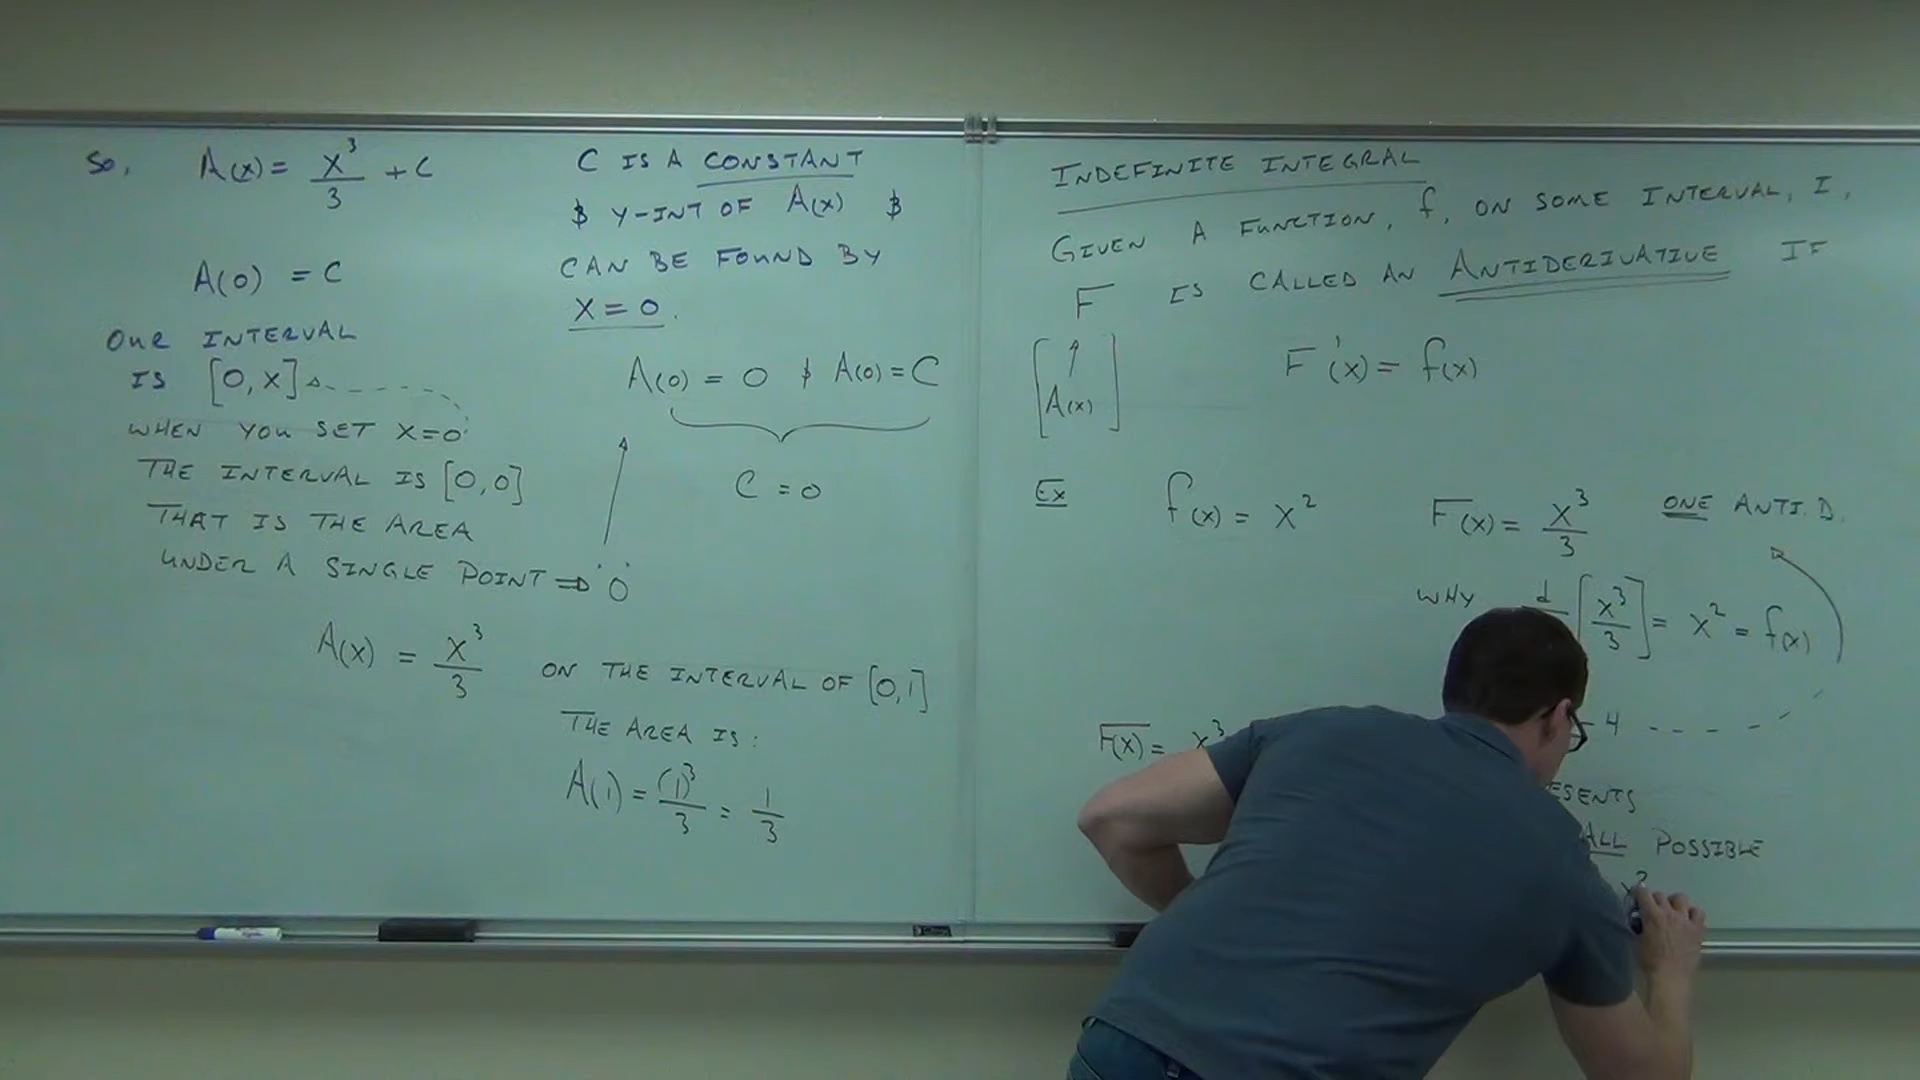 So, A(x) = x³/3 + C
A(0) = C
OUR INTERVAL
IS [0,x]
WHEN YOU SET X=0
THE INTERVAL IS [0,0]
THAT IS THE AREA
UNDER A SINGLE POINT ⇒ 0
A(x) = x³/3 ON THE INTERVAL OF [0,1]
THE AREA IS:
A(1) = (1)³/3 = 1/3
C IS A CONSTANT
& Y-INT OF A(x) &
CAN BE FOUND BY
X=0.
A(0) = 0 & A(0) = C
C = 0
INDEFINITE INTEGRAL
GIVEN A FUNCTION, f, ON SOME INTERVAL, I,
F IS CALLED AN ANTIDERIVATIVE IF
[A(x)] F'(x) = f(x)
Ex f(x) = x² F(x) = x³/3 ONE ANTI. D.
WHY d [x³/3] = x² = f(x)
F(x) = x³ - 4
ALL POSSIBLE
x²